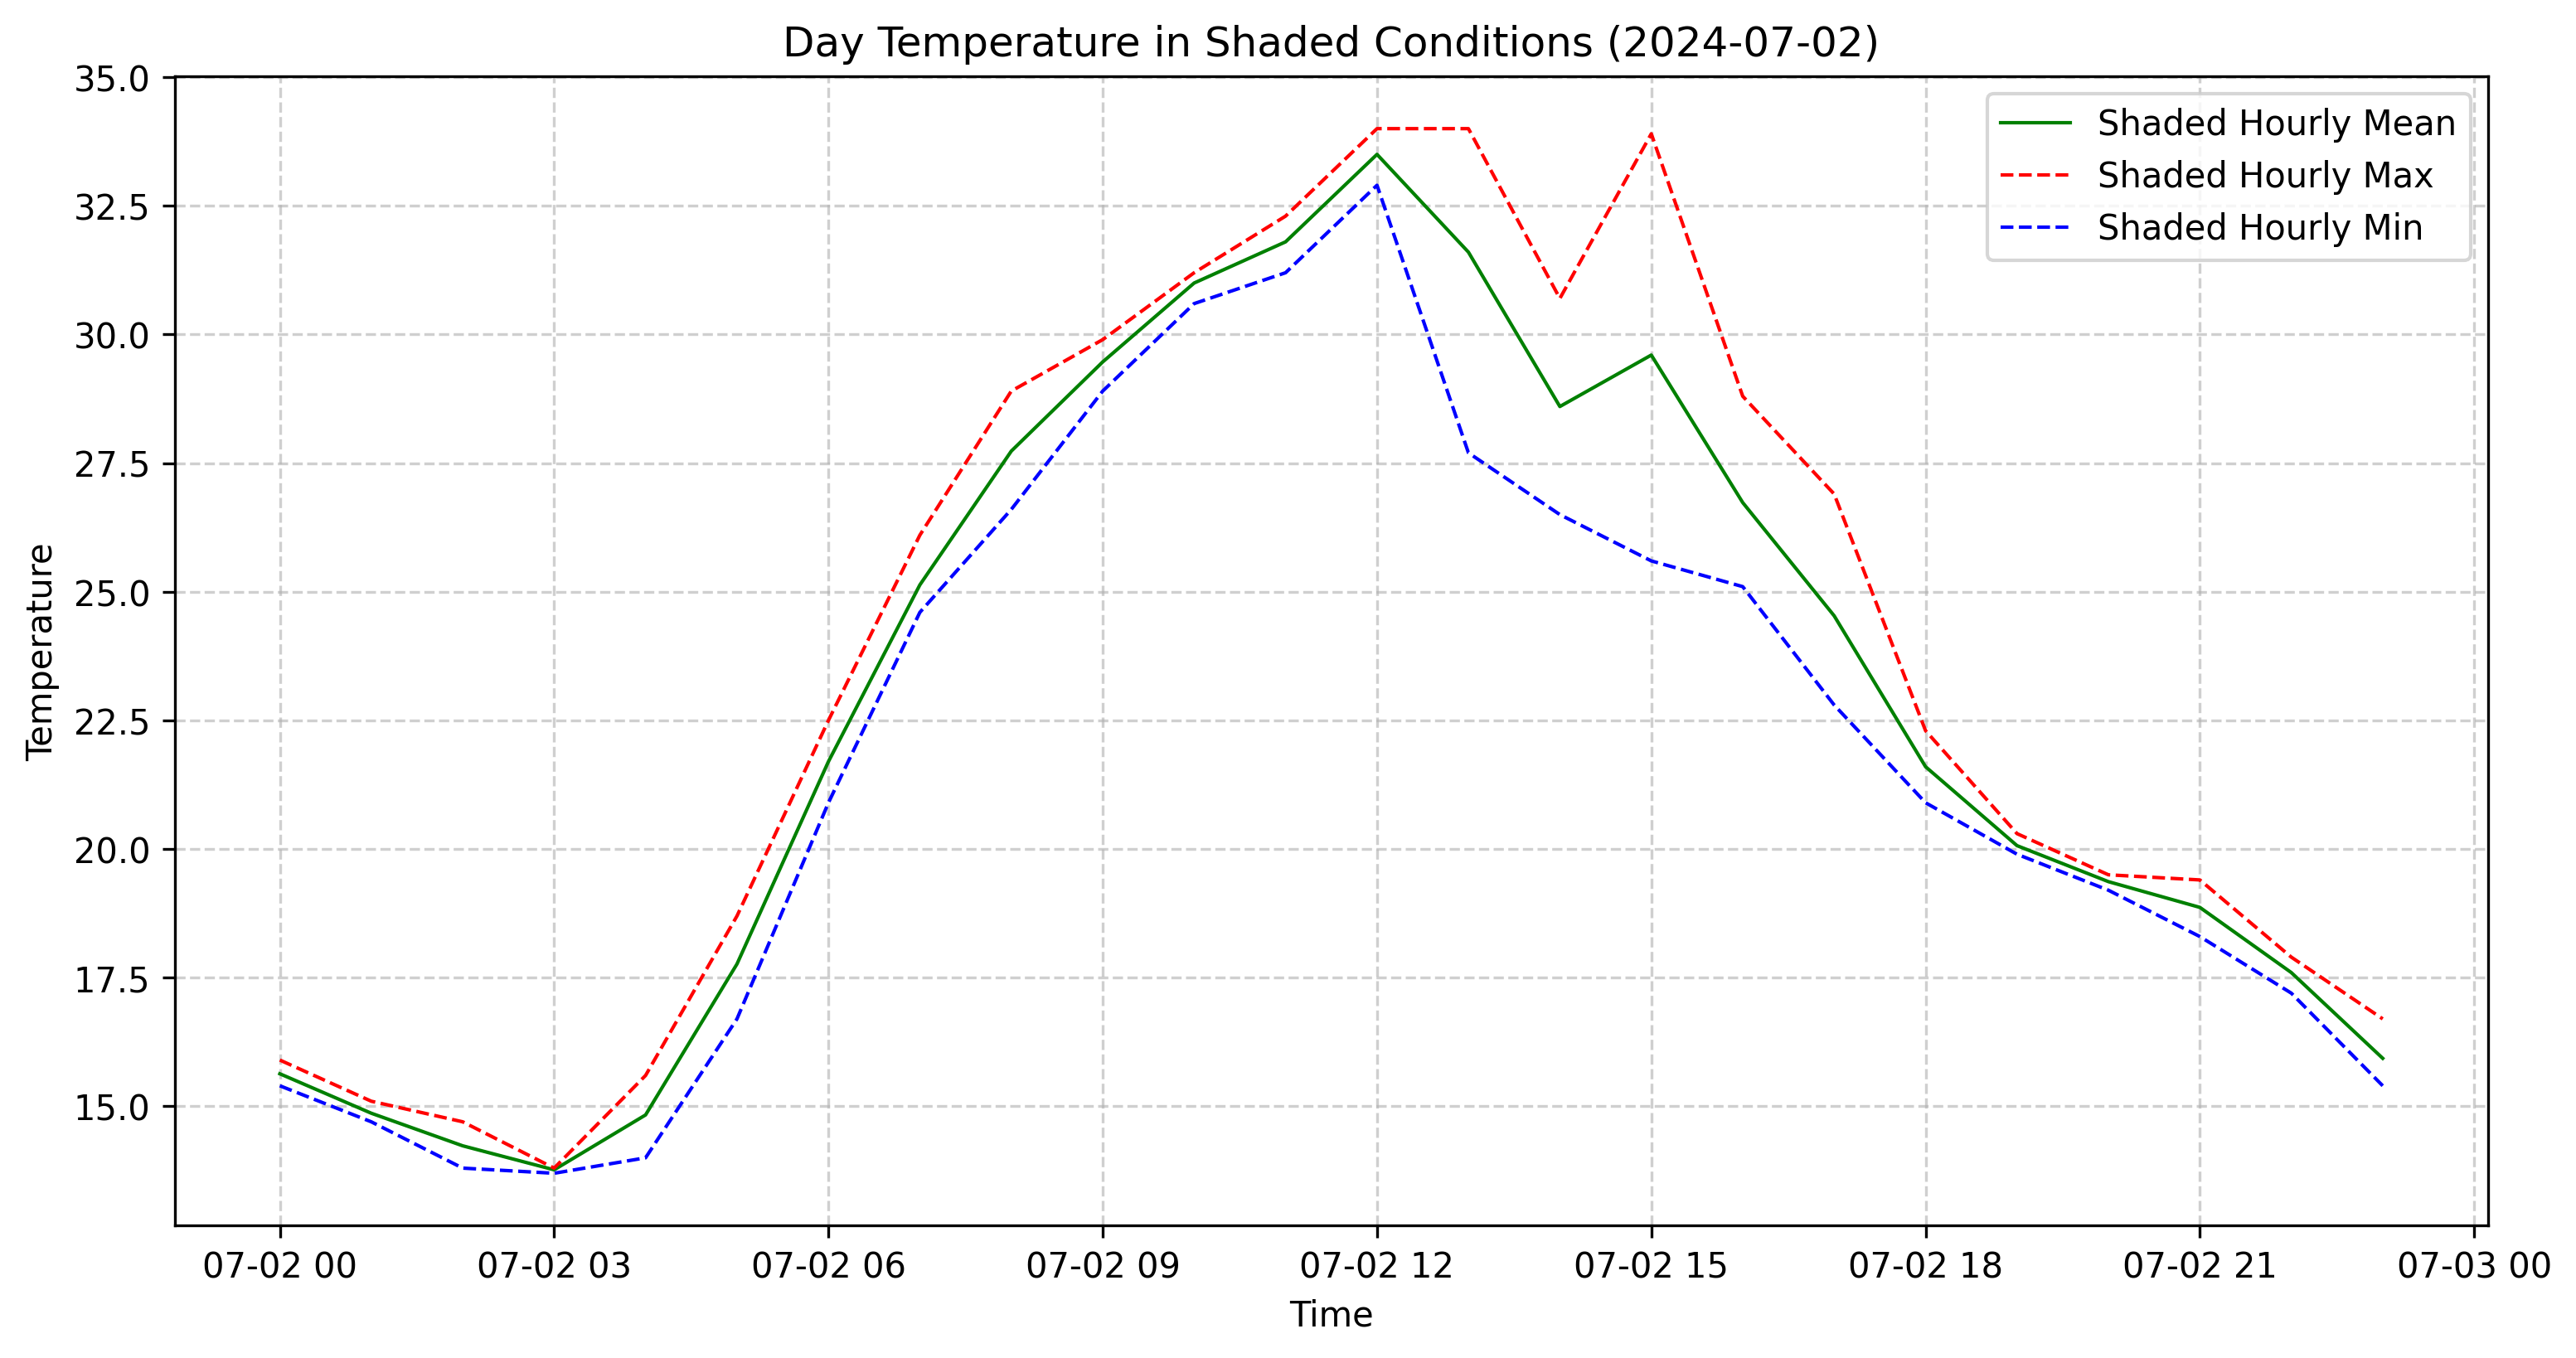 Day Temperature in Shaded Conditions (2024-07-02)
35.0
32.5
30.0
27.5
25.0
22.5
20.0
17.5
15.0
Temperature
Shaded Hourly Mean
Shaded Hourly Max
Shaded Hourly Min
07-02 00 07-02 03 07-02 06 07-02 09 07-02 12 07-02 15 07-02 18 07-02 21 07-03 00
Time